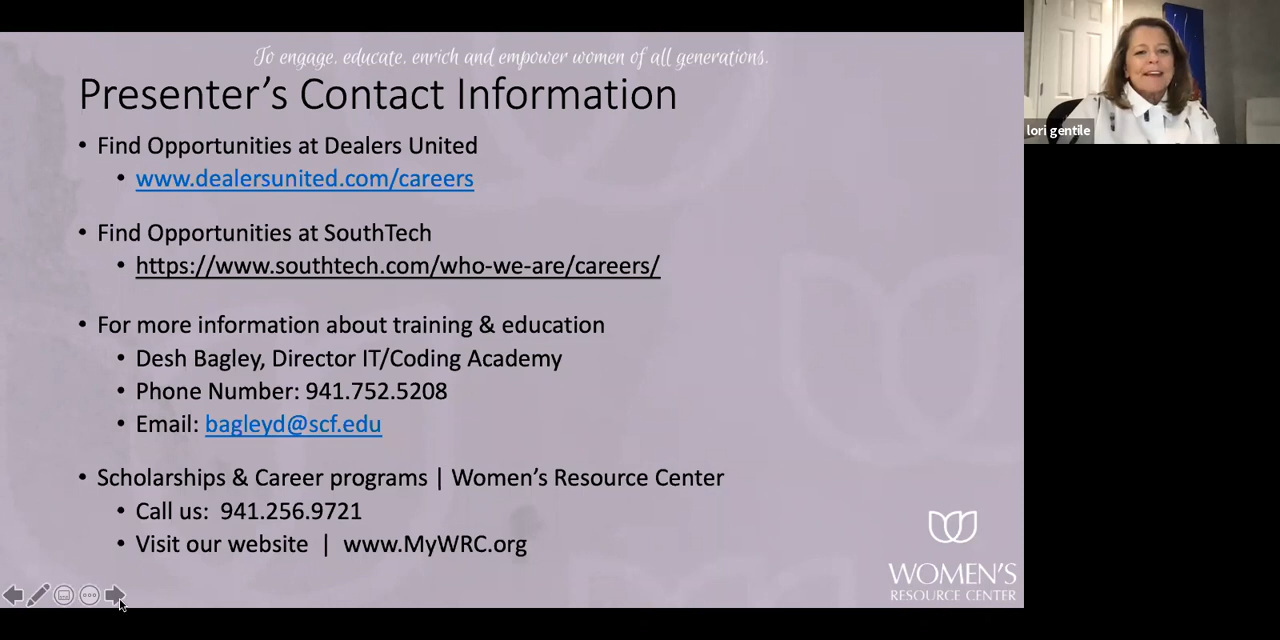 To engage. educate. enrich and empower women of all generations.
Presenter's Contact Information
• Find Opportunities at Dealers United
• www.dealersunited.com/careers
• Find Opportunities at SouthTech
• https://www.southtech.com/who-we-are/careers/
• For more information about training & education
• Desh Bagley, Director IT/Coding Academy
• Phone Number: 941.752.5208
• Email: bagleyd@scf.edu
• Scholarships & Career programs | Women's Resource Center
• Call us:  941.256.9721
• Visit our website  |  www.MyWRC.org
WOMEN'S
RESOURCE CENTER
lori gentile